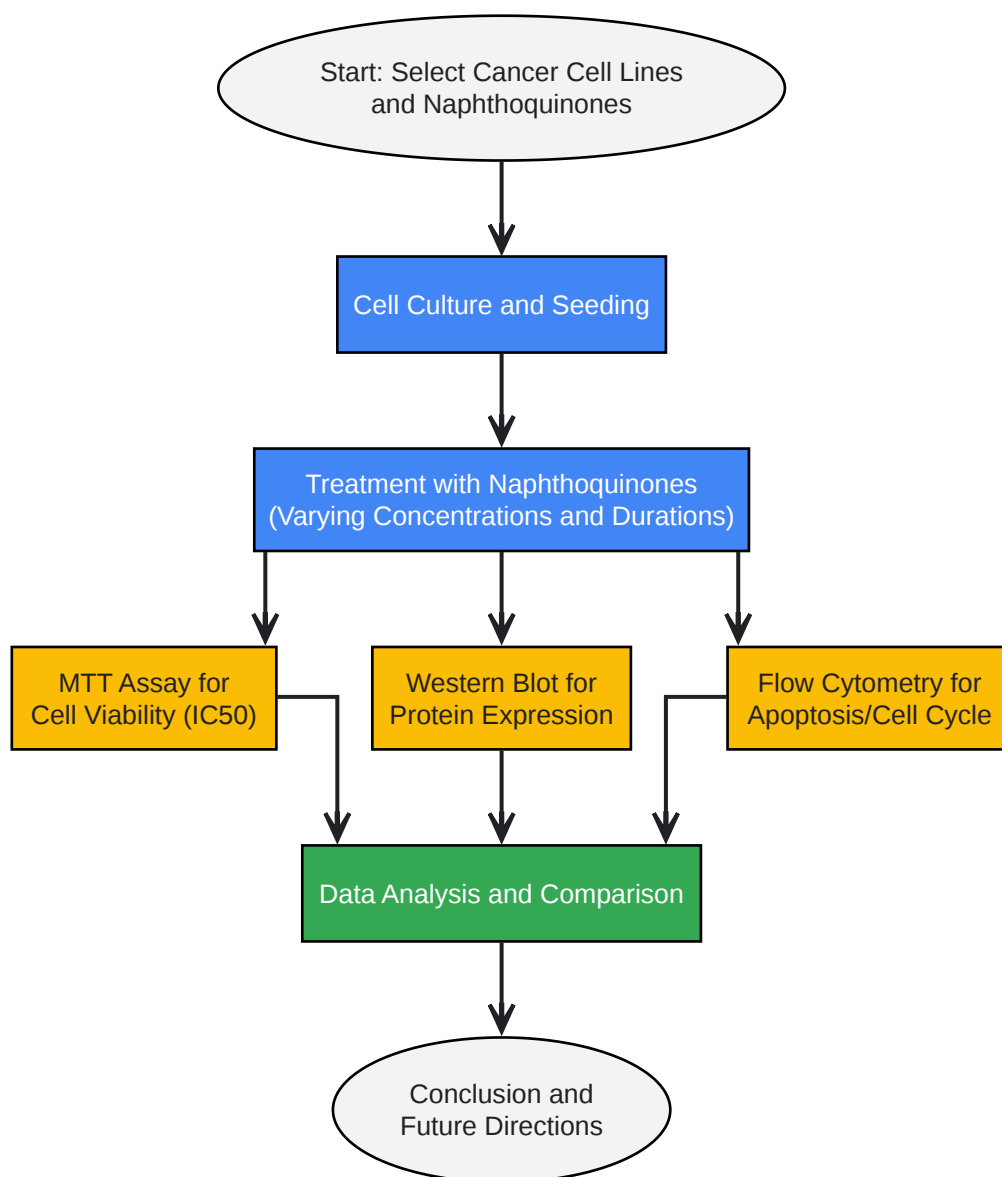 Start: Select Cancer Cell Lines
and Naphthoquinones
Cell Culture and Seeding
Treatment with Naphthoquinones
(Varying Concentrations and Durations)
MTT Assay for
Cell Viability (IC50)
Western Blot for
Protein Expression
Flow Cytometry for
Apoptosis/Cell Cycle
Data Analysis and Comparison
Conclusion and
Future Directions